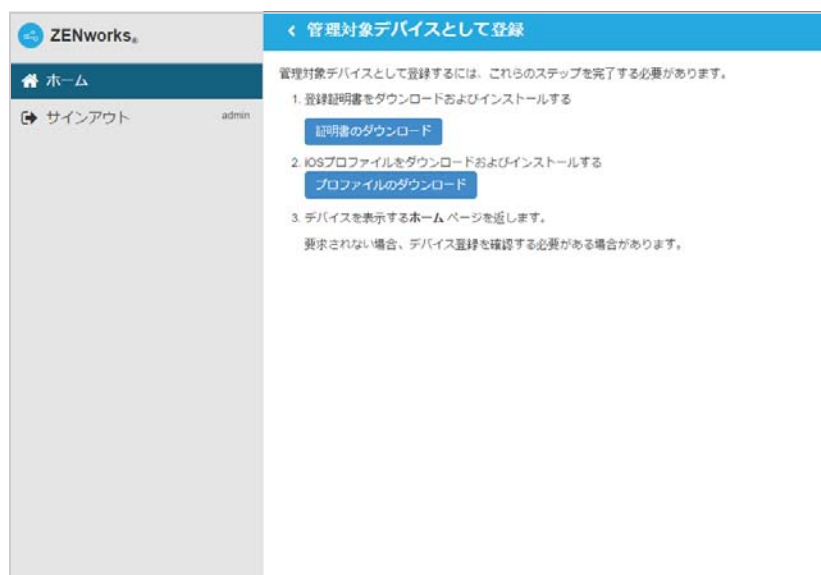 ZENworks®
ホーム
サインアウト admin
管理対象デバイスとして登録
管理対象デバイスとして登録するには、これらのステップを完了する必要があります。
1. 登録証明書をダウンロードおよびインストールする
証明書のダウンロード
2. iOSプロファイルをダウンロードおよびインストールする
プロファイルのダウンロード
3. デバイスを表示するホーム ページを返します。
要求されない場合、デバイス登録を確認する必要がある場合があります。